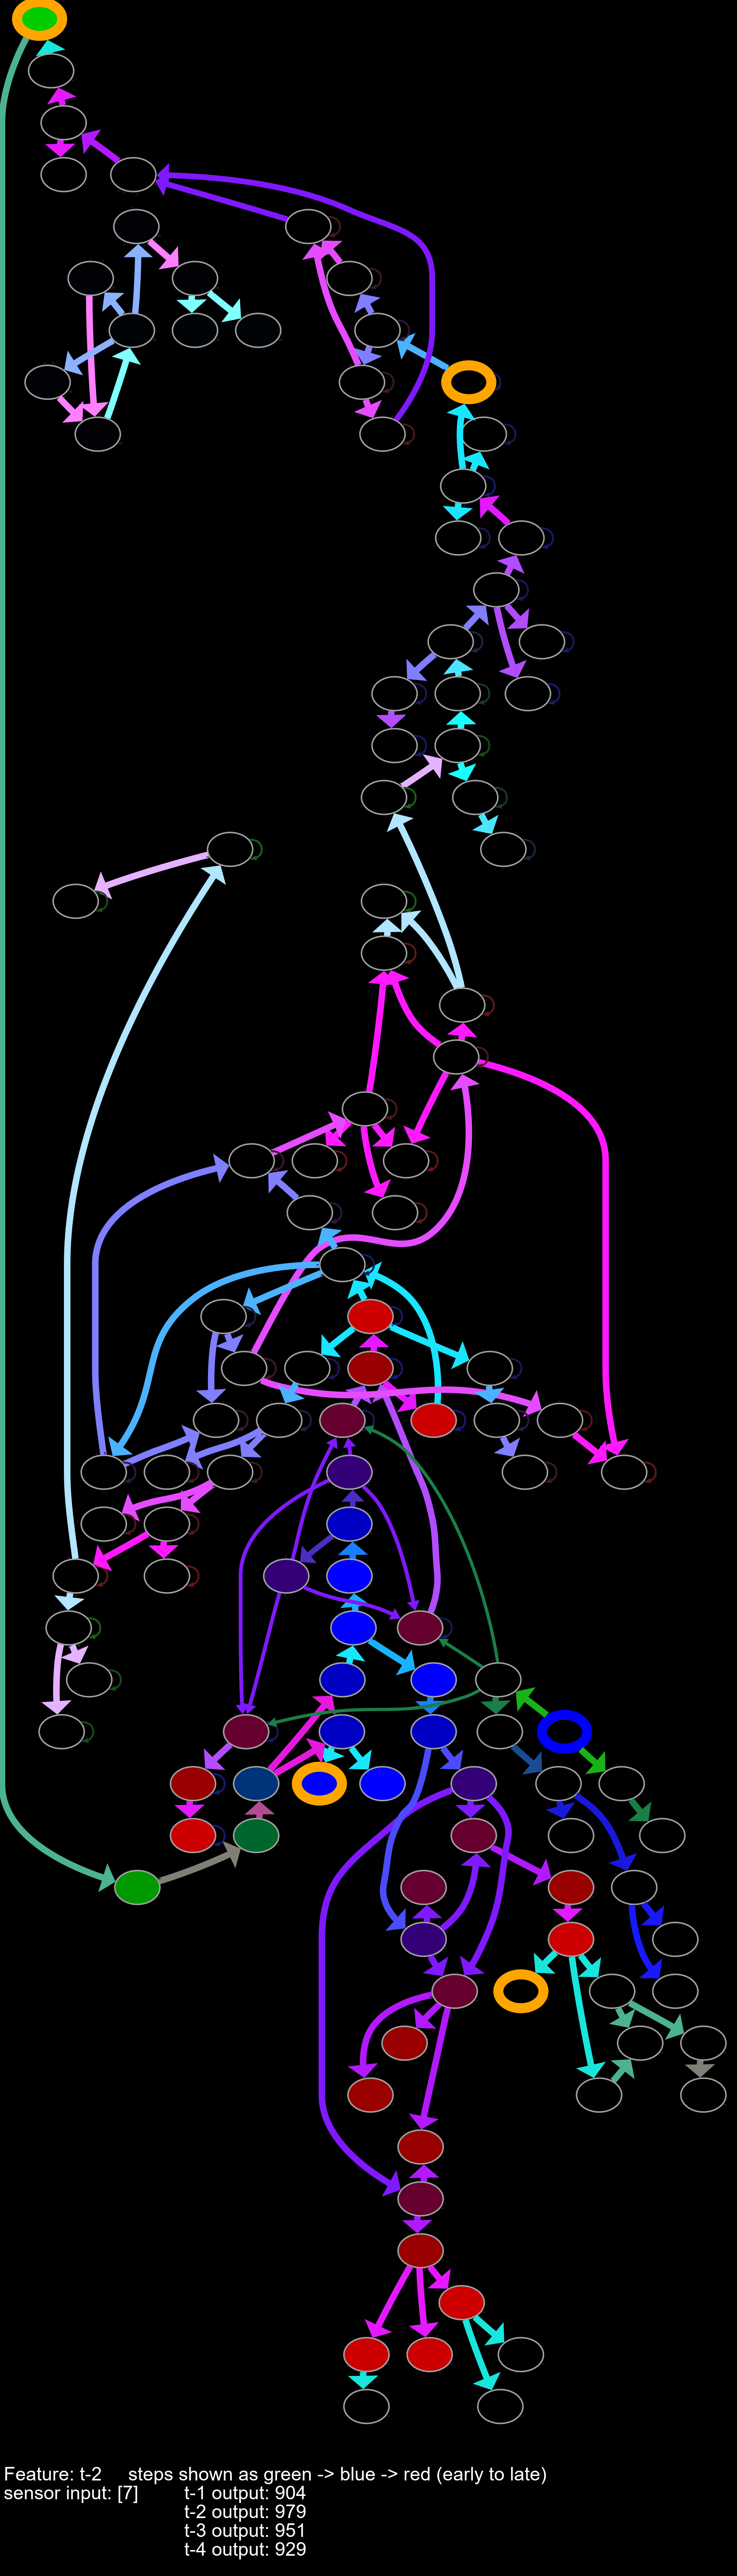 Feature: t-2 steps shown as green -> blue -> red (early to late)
sensor input: [7] t-1 output: 904
t-2 output: 979
t-3 output: 951
t-4 output: 929